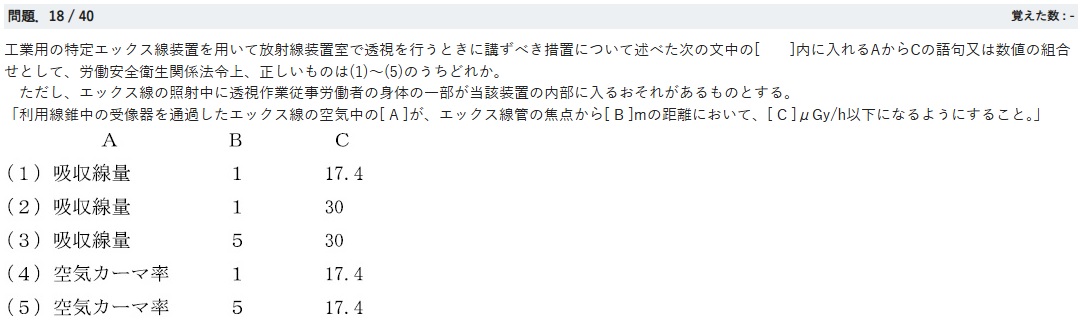 問題．18 / 40 覚えた数 : -
工業用の特定エックス線装置を用いて放射線装置室で透視を行うときに講ずべき措置について述べた次の文中の[　　]内に入れるAからCの語句又は数値の組合
せとして、労働安全衛生関係法令上、正しいものは(1)～(5)のうちどれか。
　ただし、エックス線の照射中に透視作業従事労働者の身体の一部が当該装置の内部に入るおそれがあるものとする。
「利用線錐中の受像器を通過したエックス線の空気中の[ A ]が、エックス線管の焦点から[ B ]mの距離において、[ C ]μGy/h以下になるようにすること。」
A B C
（1）吸収線量 1 17.4
（2）吸収線量 1 30
（3）吸収線量 5 30
（4）空気カーマ率 1 17.4
（5）空気カーマ率 5 17.4